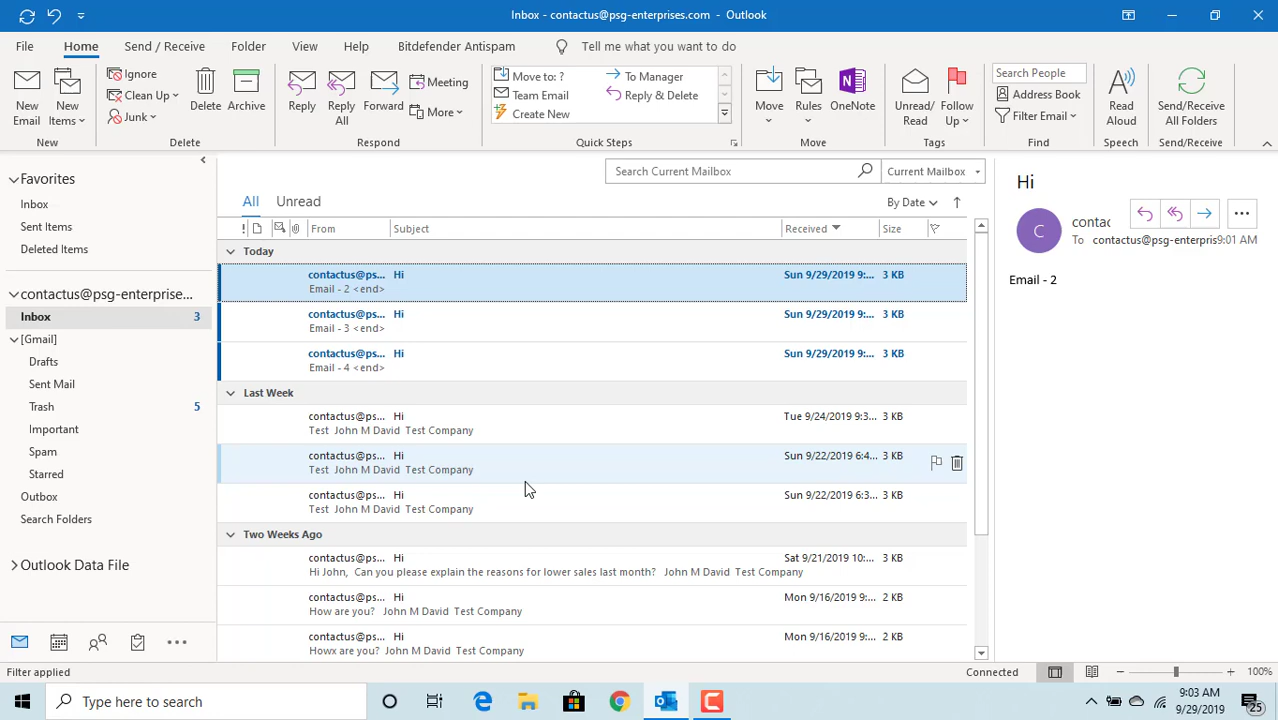 Inbox - contactus@psg-enterprises.com - Outlook
File Home Send / Receive Folder View Help Bitdefender Antispam Tell me what you want to do
New Email
New Items
Ignore
Clean Up
Junk
Delete
Archive
Reply
Reply All
Forward
Meeting
More
Move to: ?
Team Email
Create New
To Manager
Reply & Delete
Move
Rules
OneNote
Unread/ Read
Follow Up
Search People
Address Book
Filter Email
Read Aloud
Send/Receive All Folders
New Delete Respond Quick Steps Move Tags Find Speech Send/Receive
Favorites
Inbox
Sent Items
Deleted Items
contactus@psg-enterprise...
Inbox 3
[Gmail]
Drafts
Sent Mail
Trash 5
Important
Spam
Starred
Outbox
Search Folders
Outlook Data File
Search Current Mailbox Current Mailbox
All Unread By Date
! From Subject Received Size
Today
contactus@ps... Hi Sun 9/29/2019 9:... 3 KB
Email - 2 <end>
contactus@ps... Hi Sun 9/29/2019 9:... 3 KB
Email - 3 <end>
contactus@ps... Hi Sun 9/29/2019 9:... 3 KB
Email - 4 <end>
Last Week
contactus@ps... Hi Tue 9/24/2019 9:3... 3 KB
Test John M David Test Company
contactus@ps... Hi Sun 9/22/2019 6:4... 3 KB
Test John M David Test Company
contactus@ps... Hi Sun 9/22/2019 6:3... 3 KB
Test John M David Test Company
Two Weeks Ago
contactus@ps... Hi Sat 9/21/2019 10:... 3 KB
Hi John, Can you please explain the reasons for lower sales last month? John M David Test Company
contactus@ps... Hi Mon 9/16/2019 9:... 2 KB
How are you? John M David Test Company
contactus@ps... Hi Mon 9/16/2019 9:... 2 KB
Howx are you? John M David Test Company
Hi
C
contac
To contactus@psg-enterpris 9:01 AM
Email - 2
Filter applied Connected 100%
Type here to search
9:03 AM
9/29/2019
25